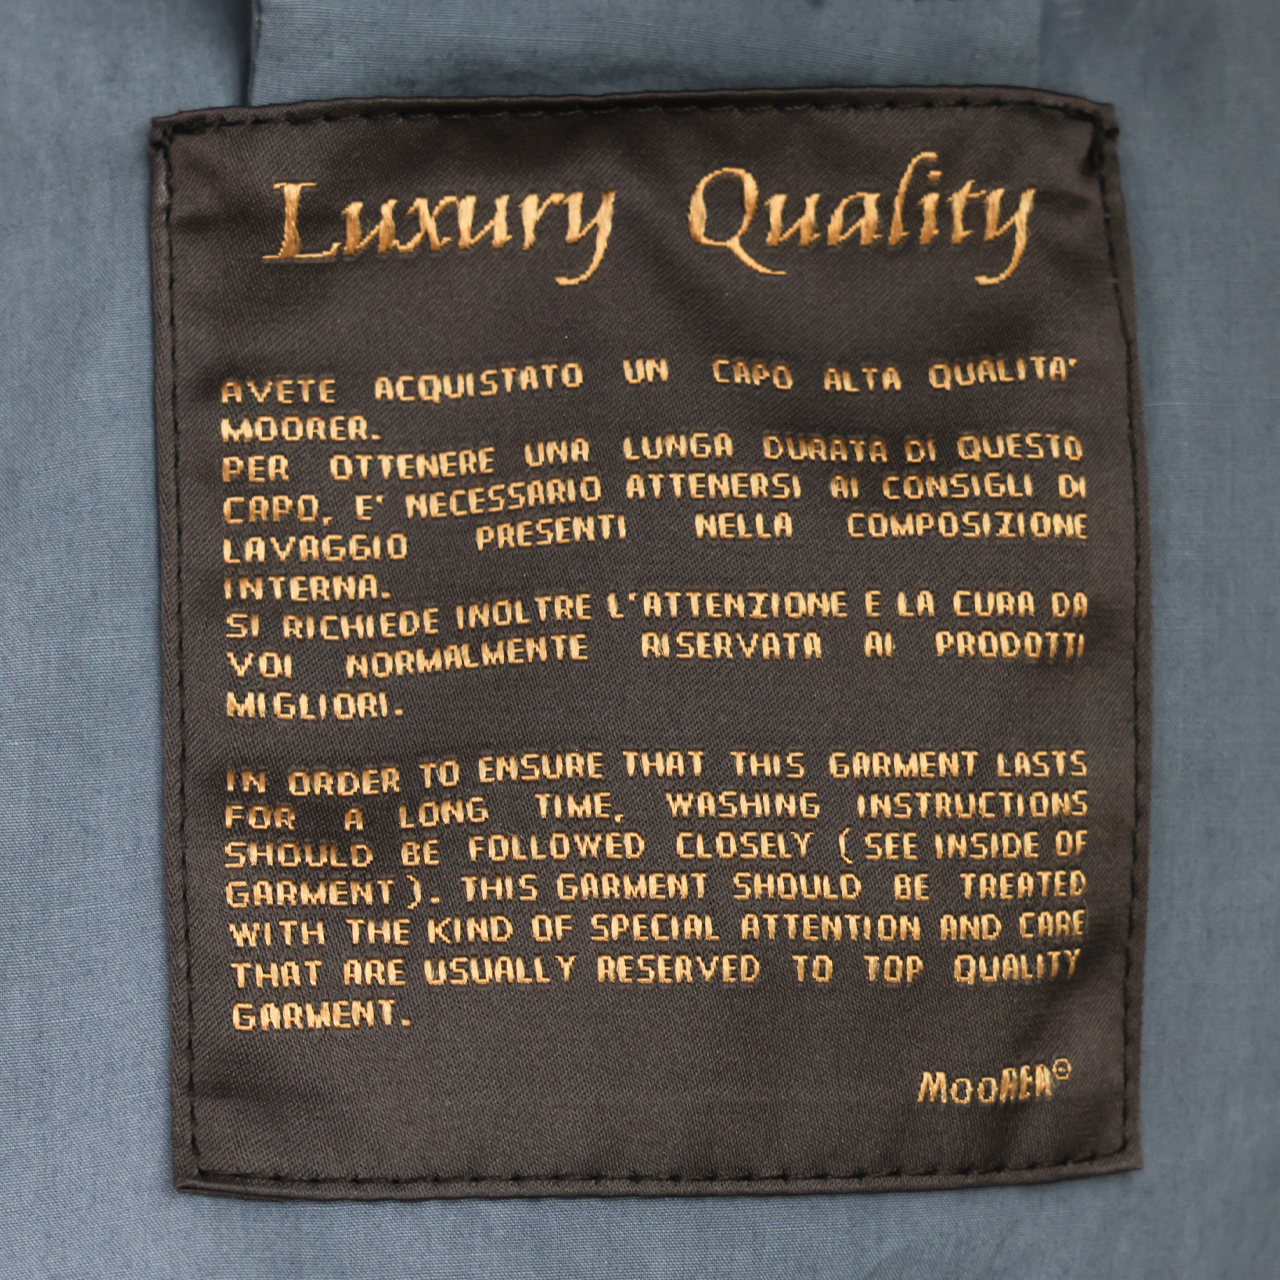 Luxury Quality
AVETE ACQUISTATO UN CAPO ALTA QUALITA'
MOORER.
PER OTTENERE UNA LUNGA DURATA DI QUESTO
CAPO, E' NECESSARIO ATTENERSI AI CONSIGLI DI
LAVAGGIO PRESENTI NELLA COMPOSIZIONE
INTERNA.
SI RICHIEDE INOLTRE L'ATTENZIONE E LA CURA DA
VOI NORMALMENTE RISERVATA AI PRODOTTI
MIGLIORI.
IN ORDER TO ENSURE THAT THIS GARMENT LASTS
FOR A LONG TIME, WASHING INSTRUCTIONS
SHOULD BE FOLLOWED CLOSELY (SEE INSIDE OF
GARMENT). THIS GARMENT SHOULD BE TREATED
WITH THE KIND OF SPECIAL ATTENTION AND CARE
THAT ARE USUALLY RESERVED TO TOP QUALITY
GARMENT.
MooRER®